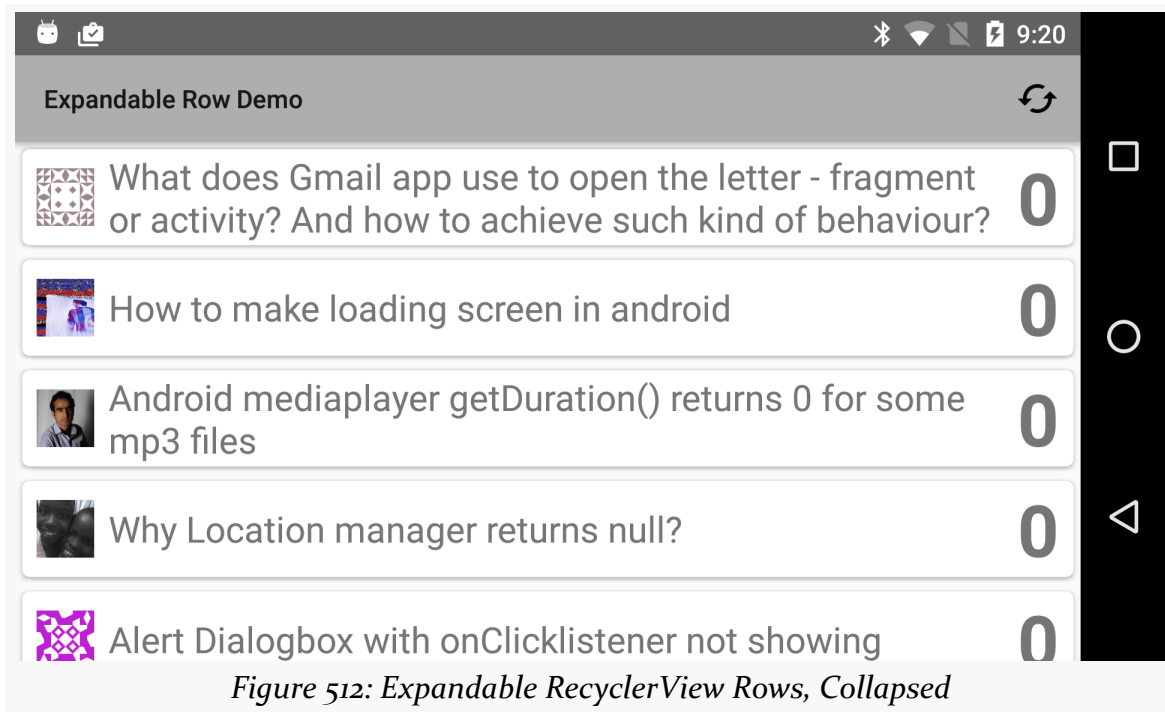 9:20
Expandable Row Demo
What does Gmail app use to open the letter - fragment
or activity? And how to achieve such kind of behaviour?
0
How to make loading screen in android
0
Android mediaplayer getDuration() returns 0 for some
mp3 files
0
Why Location manager returns null?
0
Alert Dialogbox with onClicklistener not showing
0
Figure 512: Expandable RecyclerView Rows, Collapsed